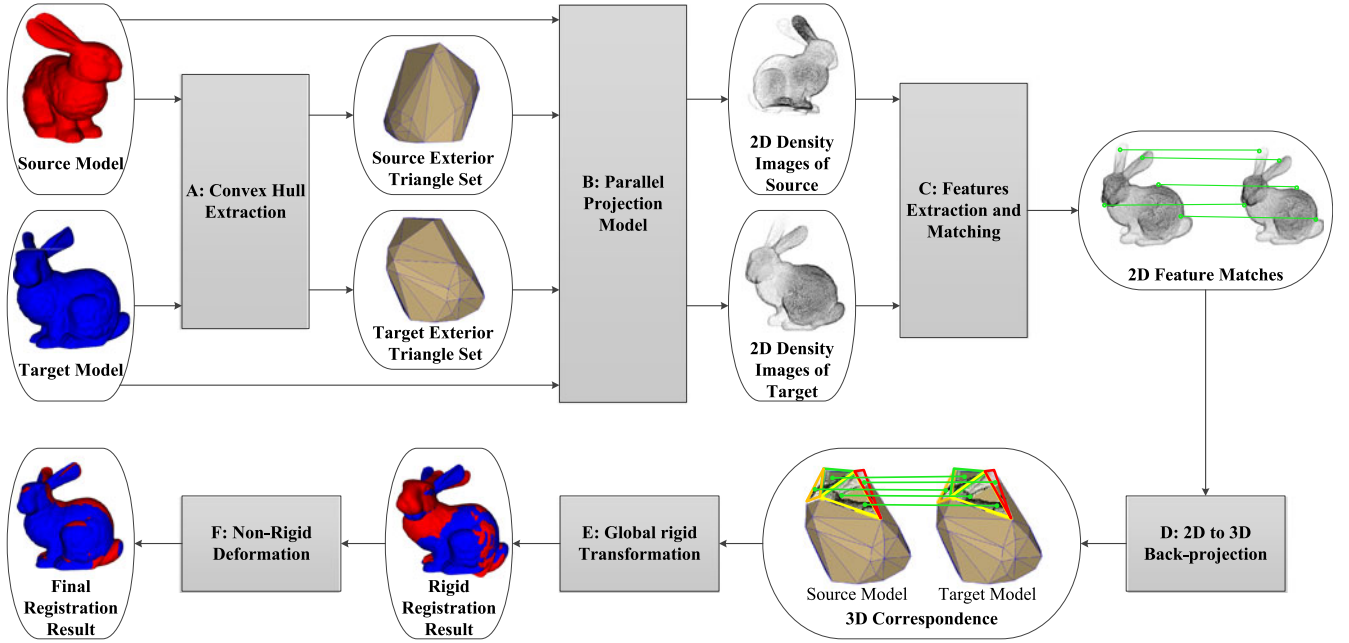 Source Model
A: Convex Hull
Extraction
Source Exterior
Triangle Set
Target Model
Target Exterior
Triangle Set
B: Parallel
Projection
Model
2D Density
Images of
Source
2D Density
Images of
Target
C: Features
Extraction and
Matching
2D Feature Matches
D: 2D to 3D
Back-projection
Source Model
Target Model
3D Correspondence
E: Global rigid
Transformation
Rigid
Registration
Result
F: Non-Rigid
Deformation
Final
Registration
Result